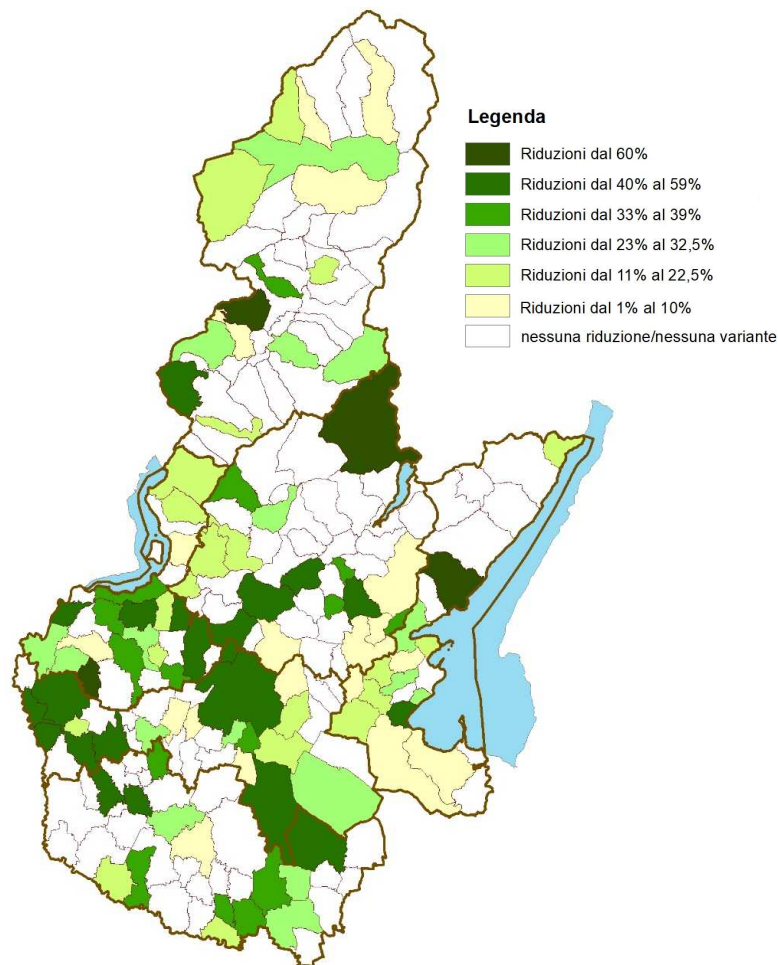 Legenda
Riduzioni dal 60%
Riduzioni dal 40% al 59%
Riduzioni dal 33% al 39%
Riduzioni dal 23% al 32,5%
Riduzioni dal 11% al 22,5%
Riduzioni dal 1% al 10%
nessuna riduzione/nessuna variante